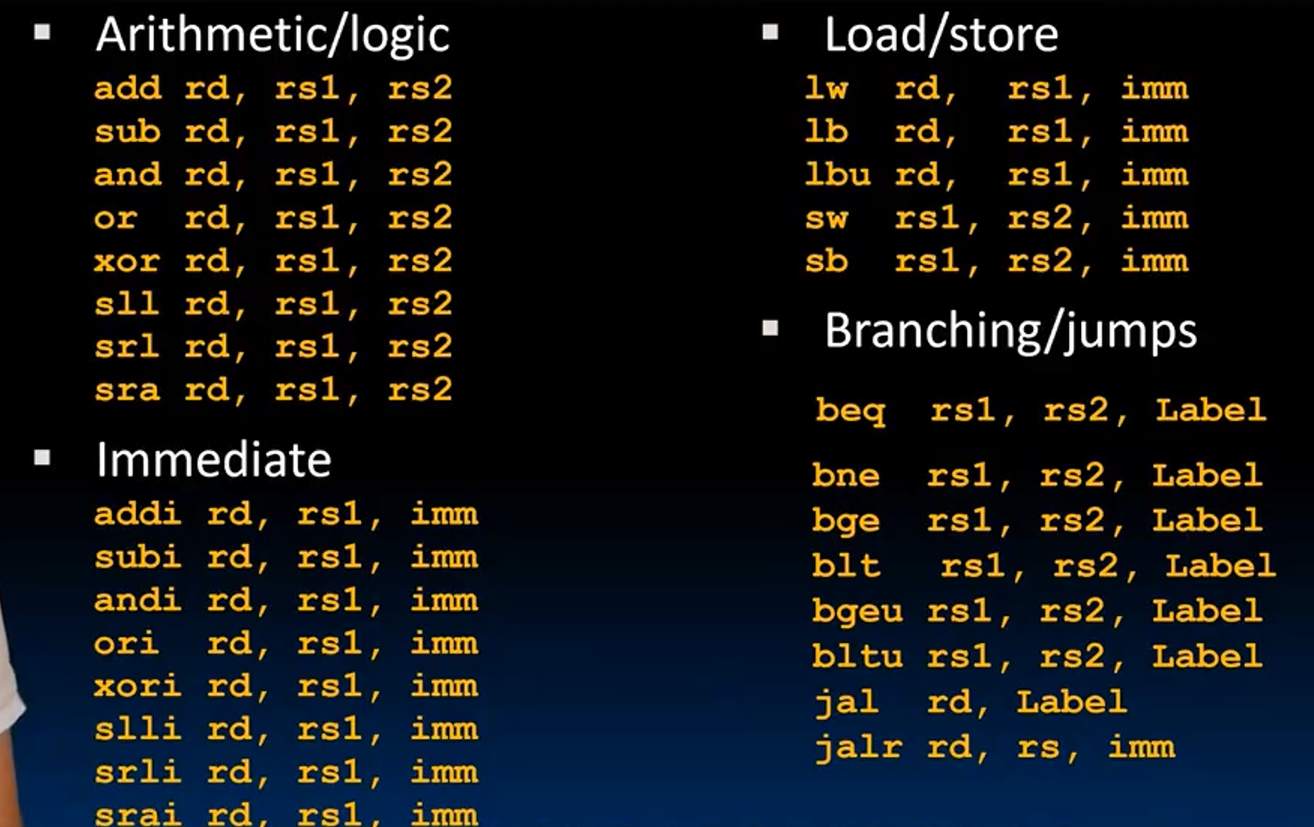 Arithmetic/logic
add rd, rs1, rs2
sub rd, rs1, rs2
and rd, rs1, rs2
or rd, rs1, rs2
xor rd, rs1, rs2
sll rd, rs1, rs2
srl rd, rs1, rs2
sra rd, rs1, rs2
Immediate
addi rd, rs1, imm
subi rd, rs1, imm
andi rd, rs1, imm
ori rd, rs1, imm
xori rd, rs1, imm
slli rd, rs1, imm
srli rd, rs1, imm
srai rd, rs1, imm
Load/store
lw rd, rs1, imm
lb rd, rs1, imm
lbu rd, rs1, imm
sw rs1, rs2, imm
sb rs1, rs2, imm
Branching/jumps
beq rs1, rs2, Label
bne rs1, rs2, Label
bge rs1, rs2, Label
blt rs1, rs2, Label
bgeu rs1, rs2, Label
bltu rs1, rs2, Label
jal rd, Label
jalr rd, rs, imm